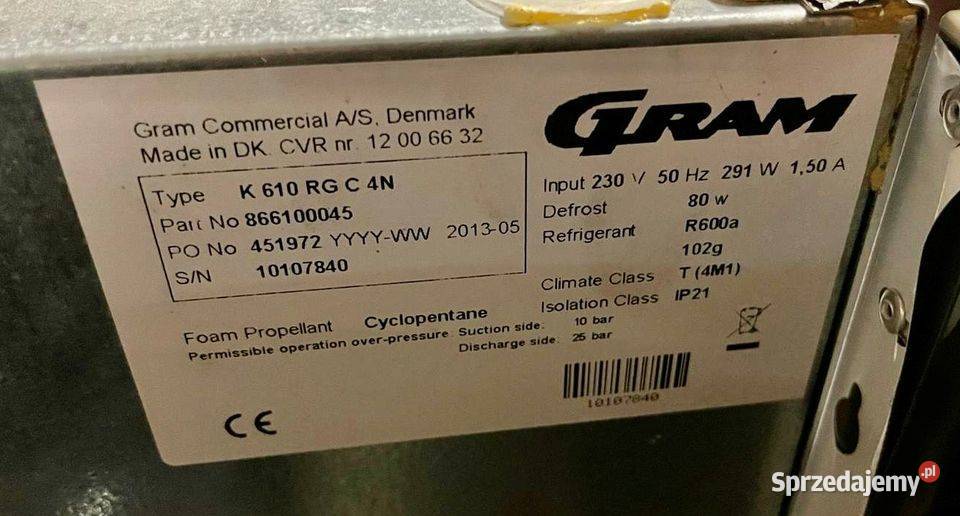 Gram Commercial A/S, Denmark
Made in DK. CVR nr. 12 00 66 32
Type K 610 RG C 4N
Part No 866100045
PO No 451972 YYYY-WW 2013-05
S/N 10107840
GRAM
Input 230 V 50 Hz 291 W 1,50 A
Defrost 80 w
Refrigerant R600a
102g
Climate Class T (4M1)
Isolation Class IP21
Foam Propellant Cyclopentane
Permissible operation over-pressure: Suction side: 10 bar
Discharge side: 25 bar
10107840
CE
Sprzedajemy.pl